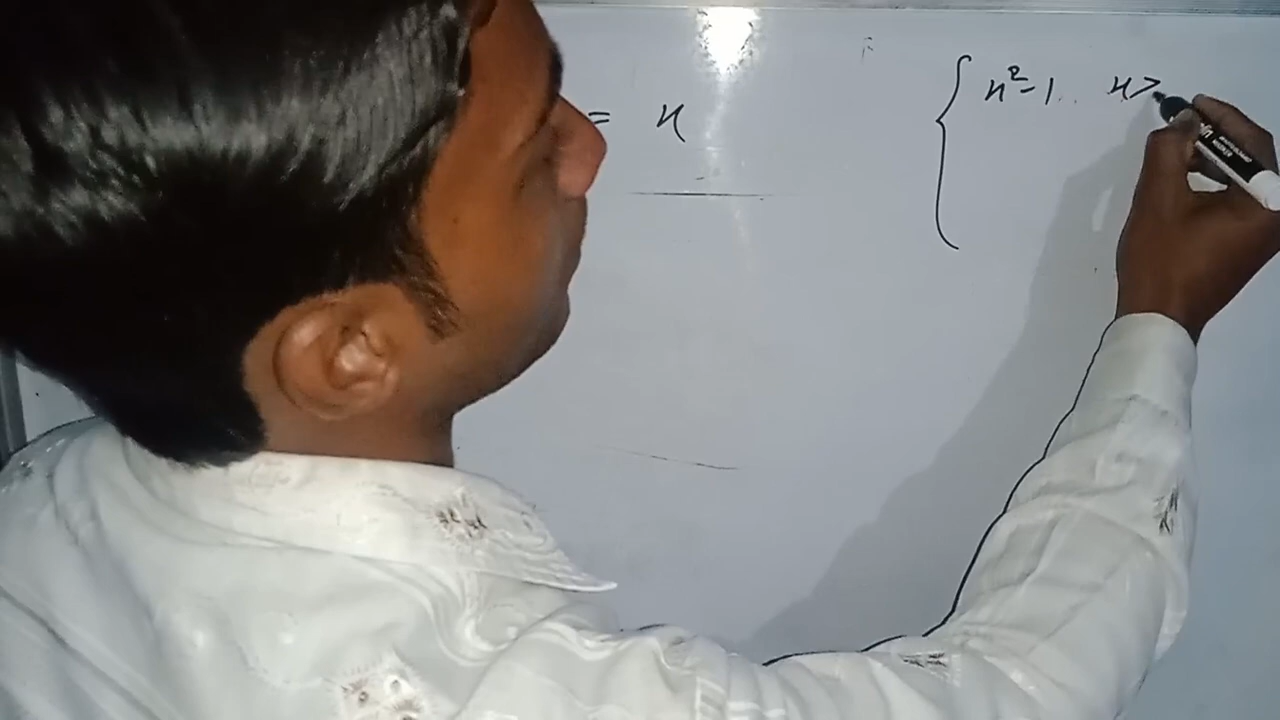 = x
{ x²-1, x>